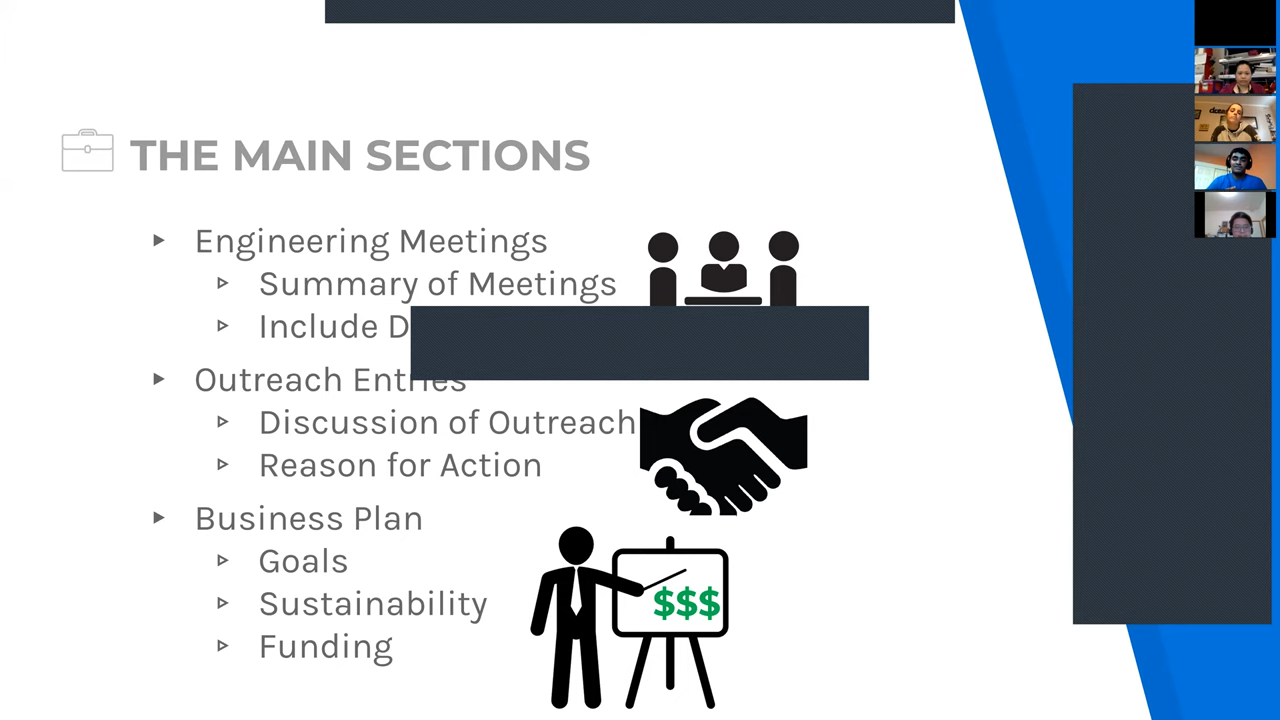 THE MAIN SECTIONS
Engineering Meetings
Summary of Meetings
Include
Outreach Entries
Discussion of Outreach
Reason for Action
Business Plan
Goals
Sustainability
Funding
$$$